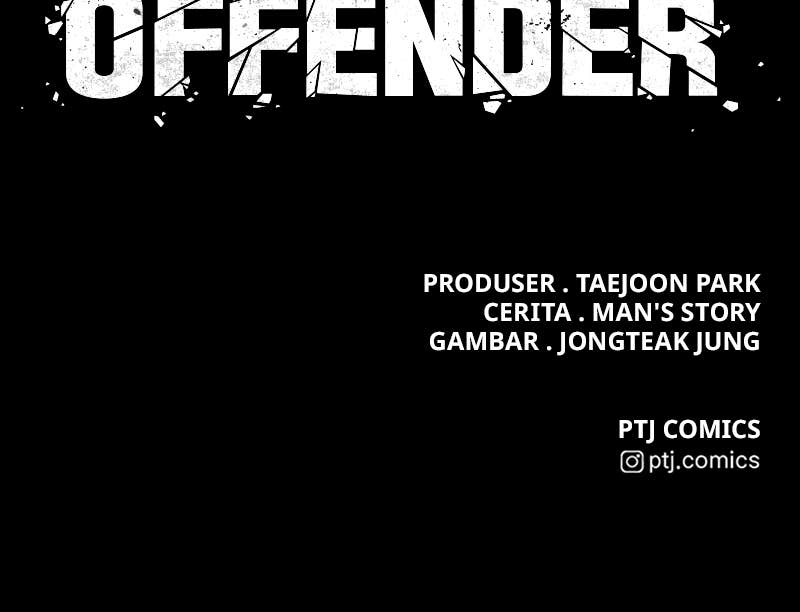 OFFENDER
PRODUSER . TAEJOON PARK
CERITA . MAN'S STORY
GAMBAR . JONGTEAK JUNG
PTJ COMICS
ptj.comics